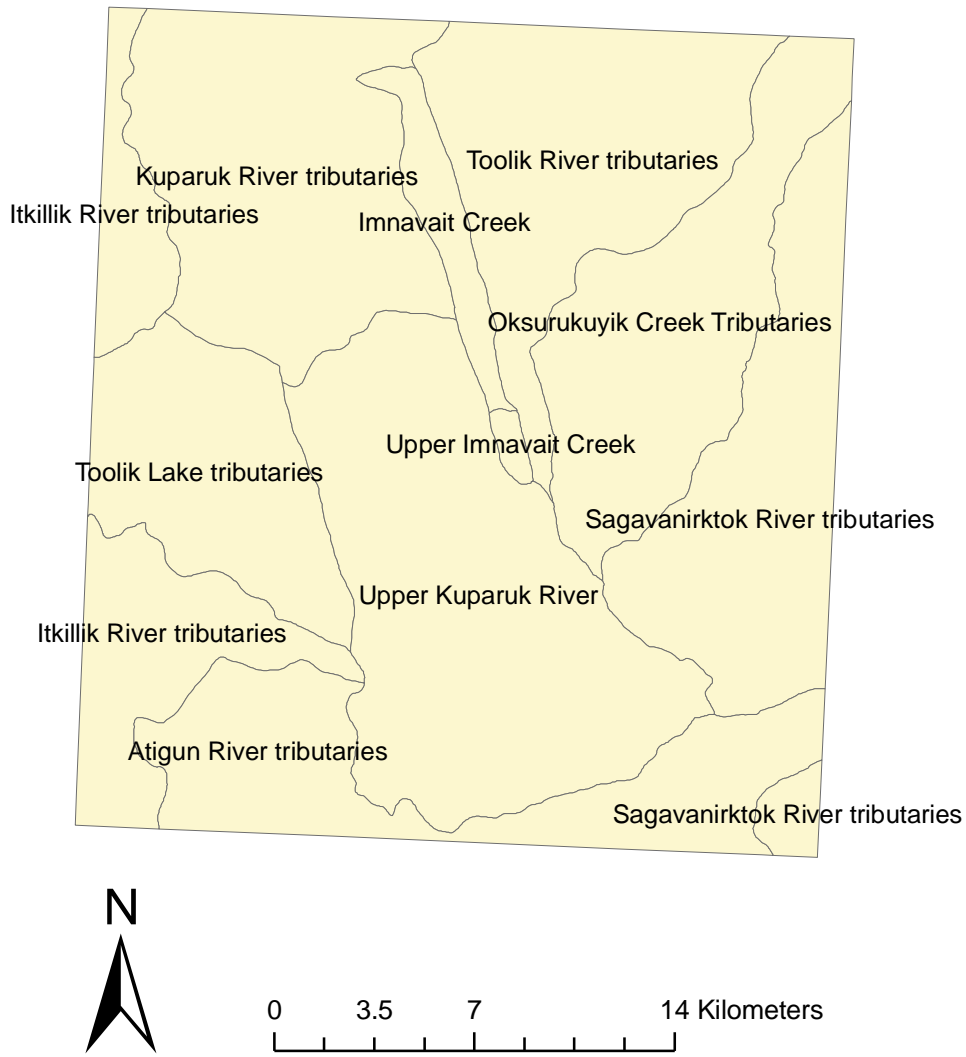 Toolik River tributaries
Kuparuk River tributaries
Itkillik River tributaries
Imnavait Creek
Oksurukuyik Creek Tributaries
Upper Imnavait Creek
Toolik Lake tributaries
Sagavanirktok River tributaries
Upper Kuparuk River
Itkillik River tributaries
Atigun River tributaries
Sagavanirktok River tributaries
N
0 3.5 7 14 Kilometers